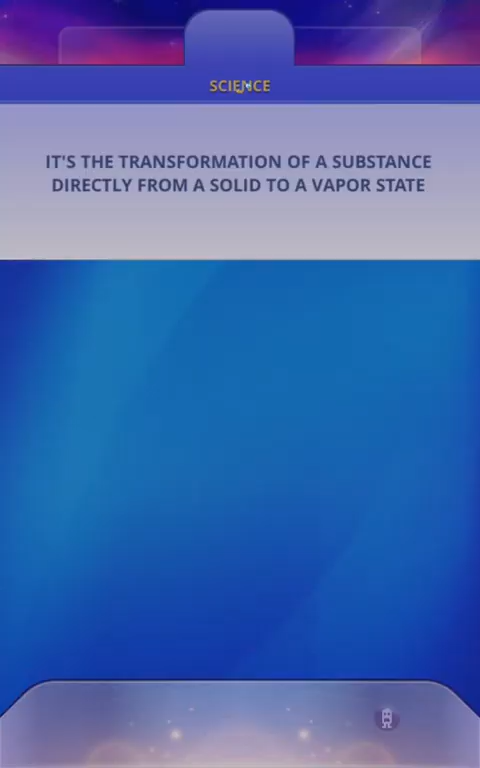 SCIENCE
IT'S THE TRANSFORMATION OF A SUBSTANCE
DIRECTLY FROM A SOLID TO A VAPOR STATE